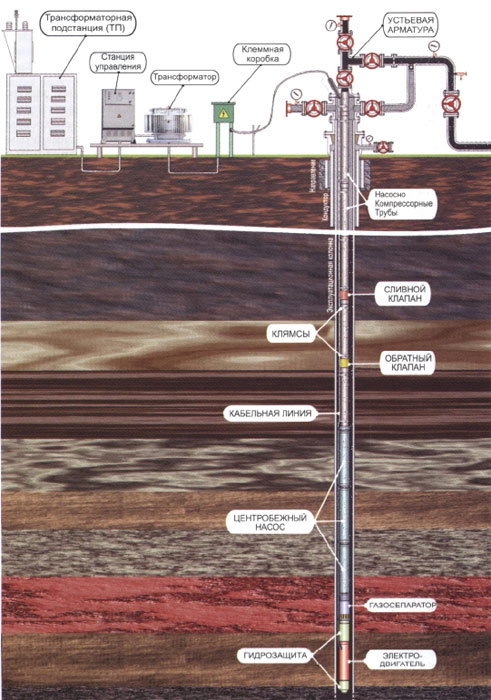 Трансформаторная
подстанция (ТП)
Станция
управления
Трансформатор
Клеммная
коробка
УСТЬЕВАЯ
АРМАТУРА
Направление
Кондуктор
Насосно
Компрессорные
Трубы
Эксплуатационная колонна
СЛИВНОЙ
КЛАПАН
КЛЯМСЫ
ОБРАТНЫЙ
КЛАПАН
КАБЕЛЬНАЯ ЛИНИЯ
ЦЕНТРОБЕЖНЫЙ
НАСОС
ГАЗОСЕПАРАТОР
ГИДРОЗАЩИТА
ЭЛЕКТРО-
ДВИГАТЕЛЬ